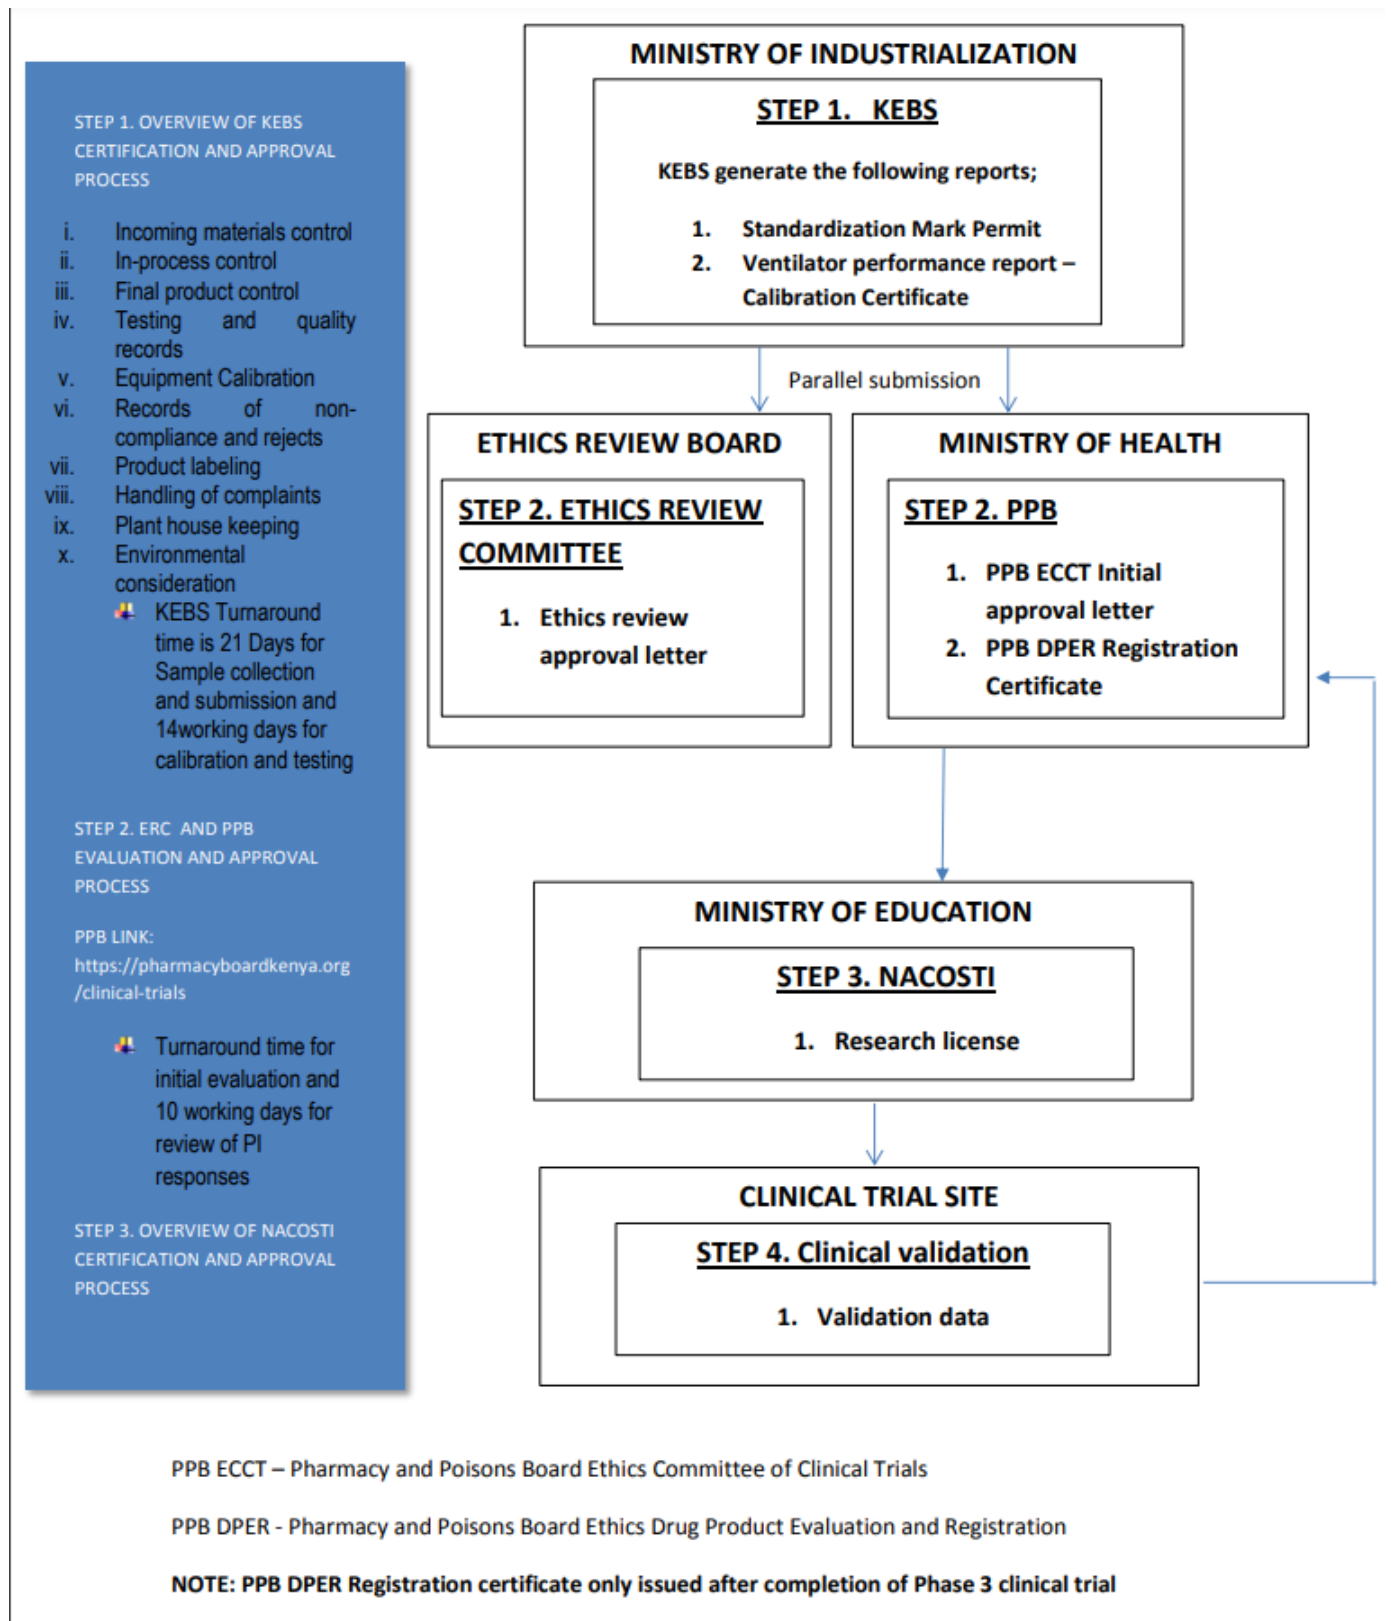 STEP 1. OVERVIEW OF KEBS
CERTIFICATION AND APPROVAL
PROCESS
i. Incoming materials control
ii. In-process control
iii. Final product control
iv. Testing and quality
records
v. Equipment Calibration
vi. Records of non-
compliance and rejects
vii. Product labeling
viii. Handling of complaints
ix. Plant house keeping
x. Environmental
consideration
KEBS Turnaround
time is 21 Days for
Sample collection
and submission and
14working days for
calibration and testing
STEP 2. ERC AND PPB
EVALUATION AND APPROVAL
PROCESS
PPB LINK:
https://pharmacyboardkenya.org
/clinical-trials
Turnaround time for
initial evaluation and
10 working days for
review of PI
responses
STEP 3. OVERVIEW OF NACOSTI
CERTIFICATION AND APPROVAL
PROCESS
MINISTRY OF INDUSTRIALIZATION
STEP 1. KEBS
KEBS generate the following reports;
1. Standardization Mark Permit
2. Ventilator performance report –
Calibration Certificate
Parallel submission
ETHICS REVIEW BOARD
STEP 2. ETHICS REVIEW
COMMITTEE
1. Ethics review
approval letter
MINISTRY OF HEALTH
STEP 2. PPB
1. PPB ECCT Initial
approval letter
2. PPB DPER Registration
Certificate
MINISTRY OF EDUCATION
STEP 3. NACOSTI
1. Research license
CLINICAL TRIAL SITE
STEP 4. Clinical validation
1. Validation data
PPB ECCT – Pharmacy and Poisons Board Ethics Committee of Clinical Trials
PPB DPER - Pharmacy and Poisons Board Ethics Drug Product Evaluation and Registration
NOTE: PPB DPER Registration certificate only issued after completion of Phase 3 clinical trial